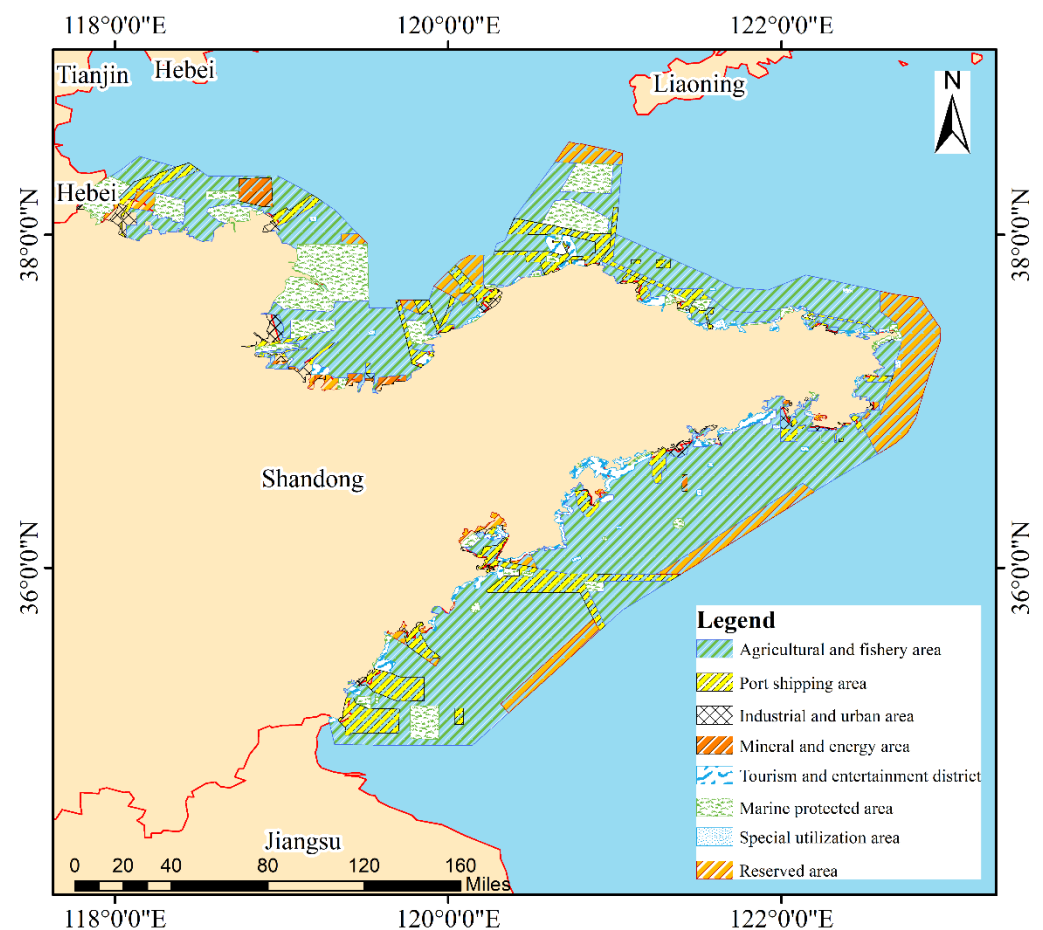 118°0'0"E 120°0'0"E 122°0'0"E
Tianjin
Hebei
Liaoning
N
Hebei
38°0'0"N
38°0'0"N
Shandong
36°0'0"N
36°0'0"N
Legend
Agricultural and fishery area
Port shipping area
Industrial and urban area
Mineral and energy area
Tourism and entertainment district
Marine protected area
Special utilization area
Reserved area
Jiangsu
0 20 40 80 120 160
Miles
118°0'0"E 120°0'0"E 122°0'0"E